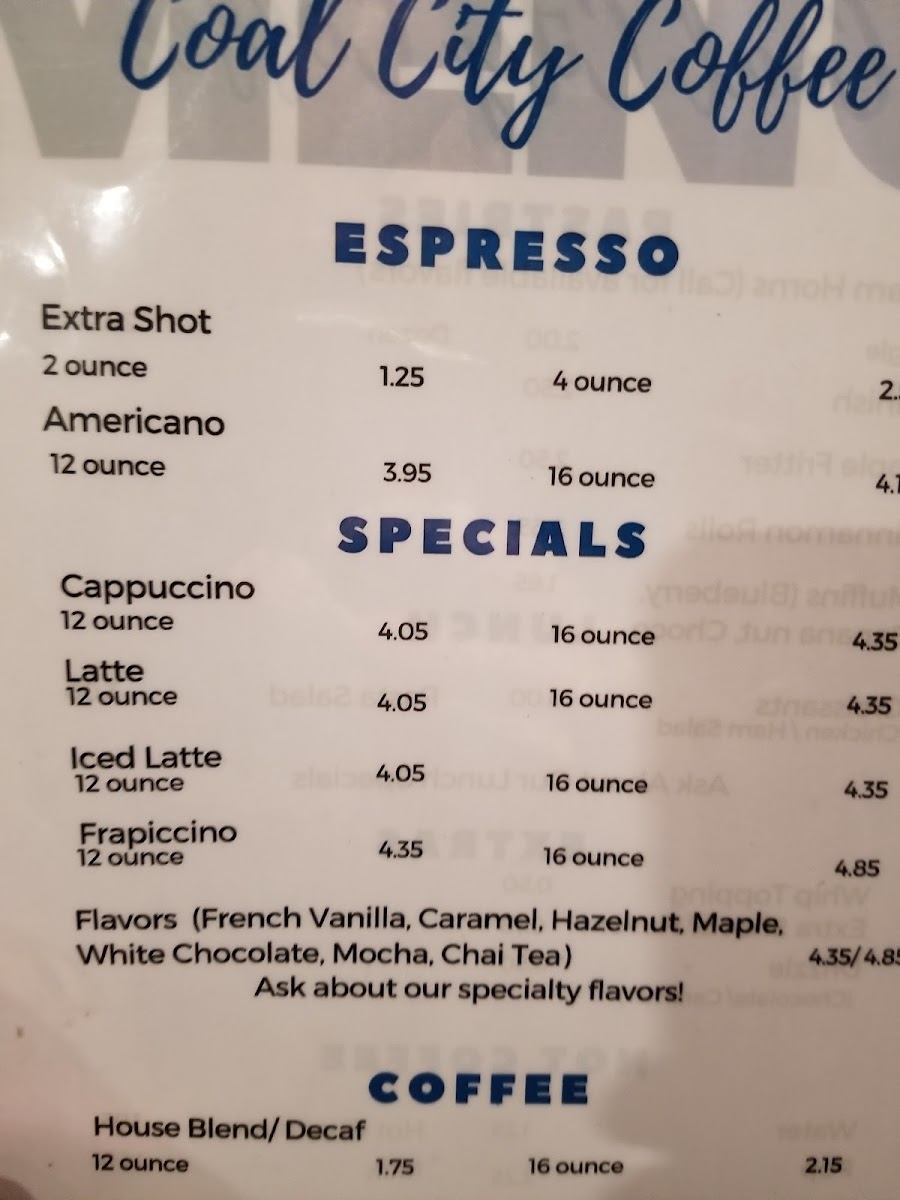 Coal City Coffee
ESPRESSO
Extra Shot
2 ounce 1.25 4 ounce
Americano
12 ounce 3.95 16 ounce
SPECIALS
Cappuccino
12 ounce 4.05 16 ounce 4.35
Latte
12 ounce 4.05 16 ounce 4.35
Iced Latte
12 ounce 4.05 16 ounce 4.35
Frapiccino
12 ounce 4.35 16 ounce 4.85
Flavors (French Vanilla, Caramel, Hazelnut, Maple,
White Chocolate, Mocha, Chai Tea) 4.35/4.85
Ask about our specialty flavors!
COFFEE
House Blend/ Decaf
12 ounce 1.75 16 ounce 2.15